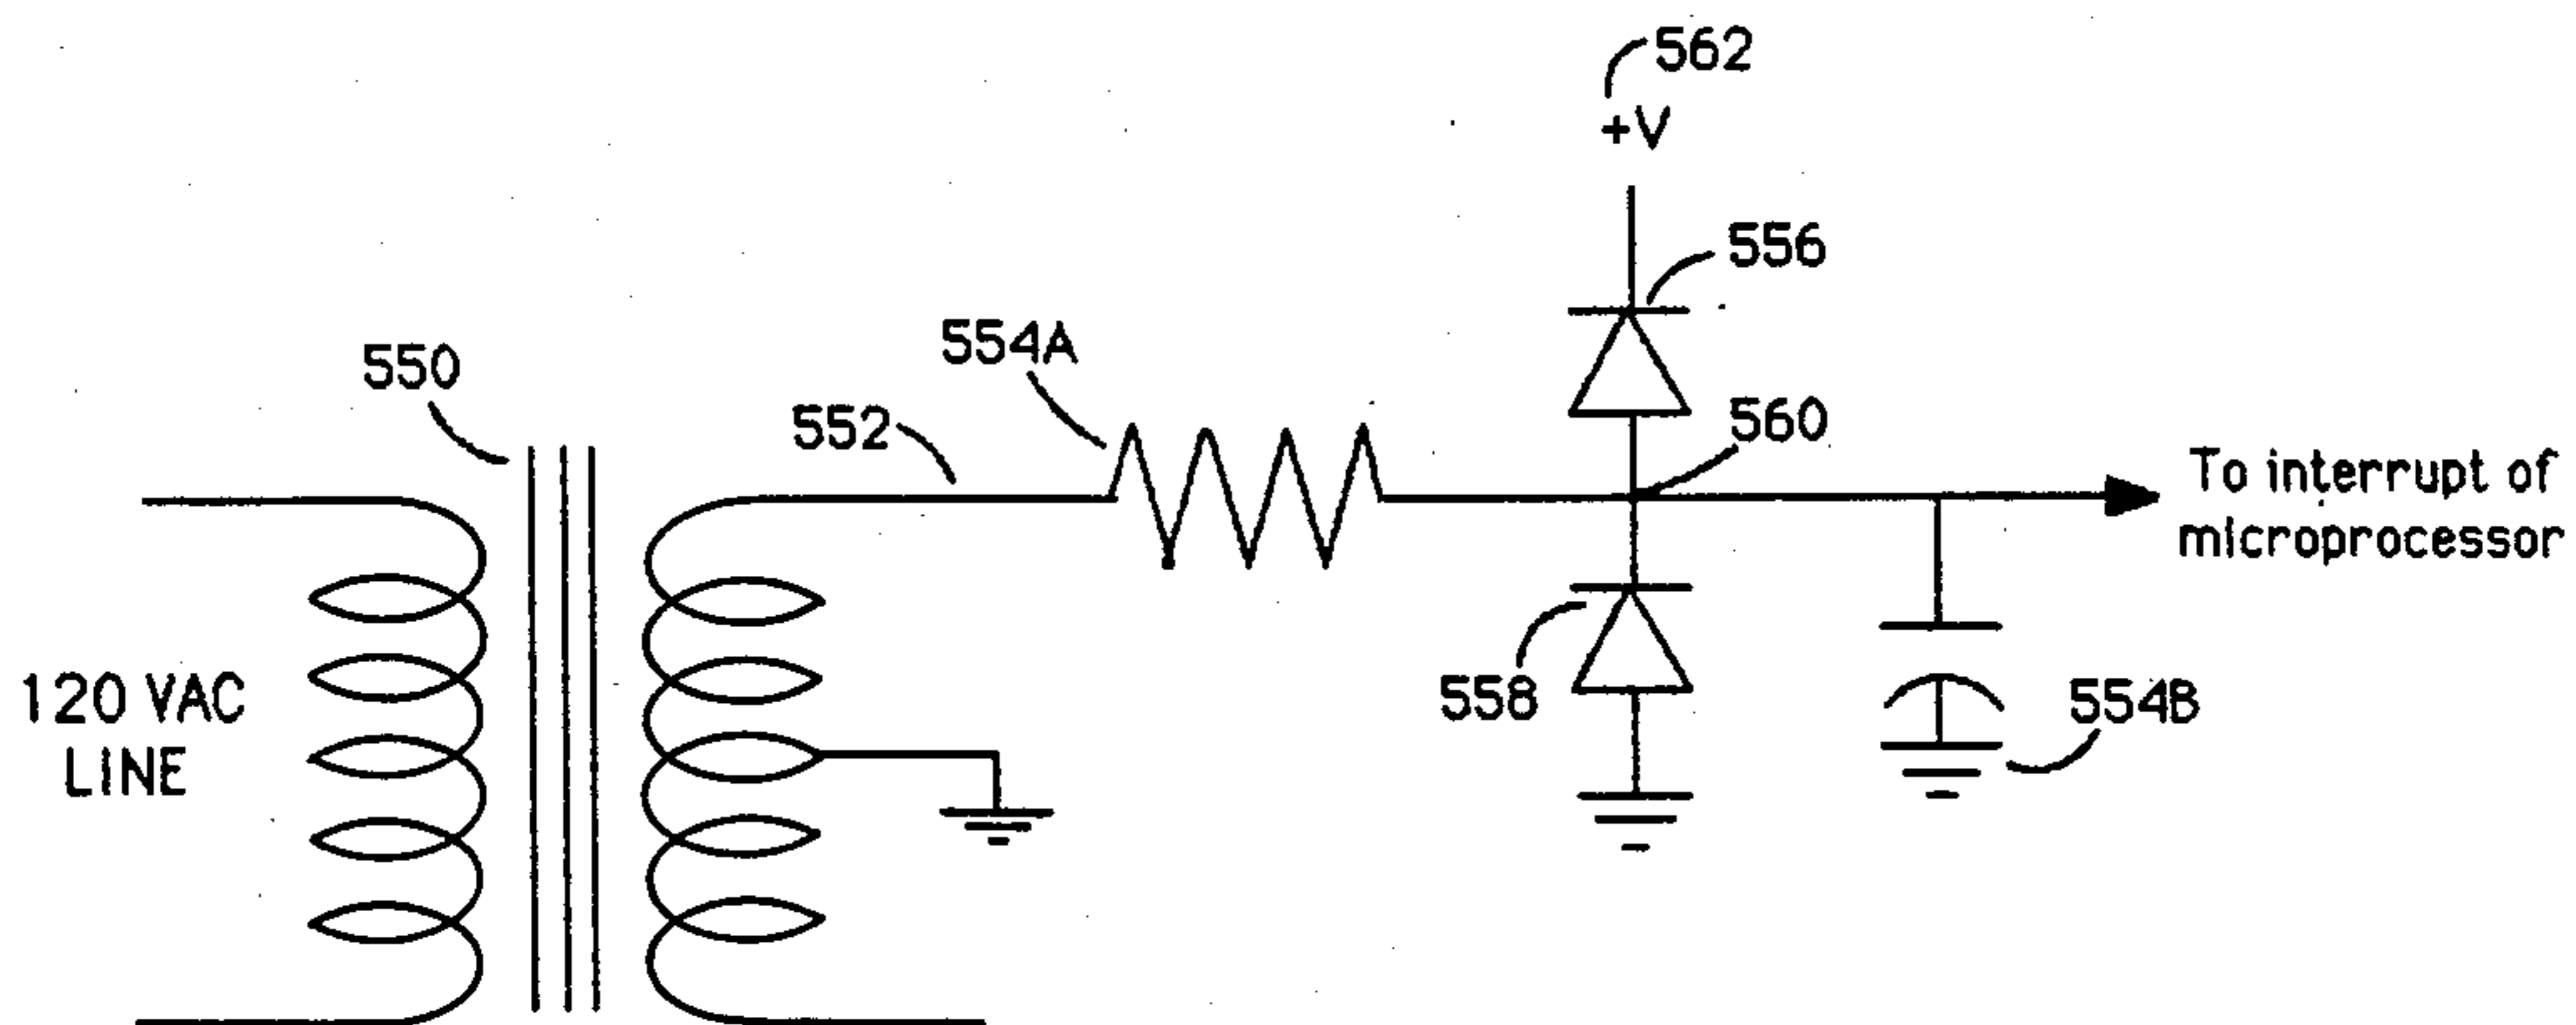 562
+V
556
554A
550
560
552
To interrupt of
microprocessor
120 VAC
LINE
558
554B